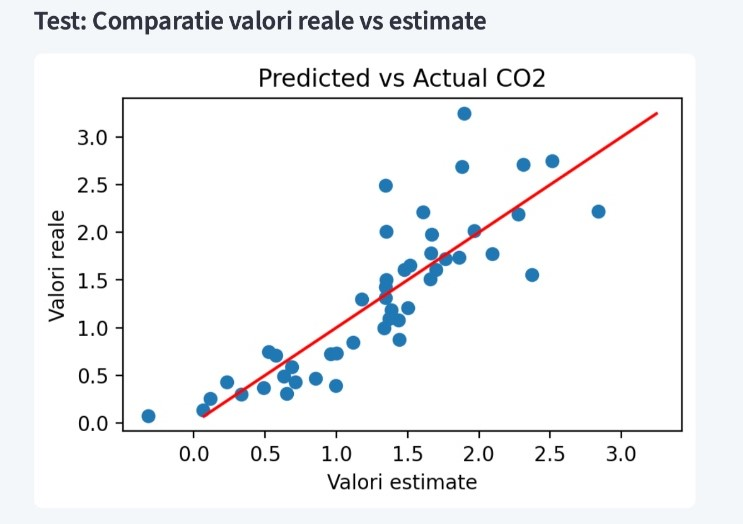 Test: Comparatie valori reale vs estimate
Predicted vs Actual CO2
3.0
2.5
2.0
1.5
1.0
0.5
0.0
Valori reale
0.0 0.5 1.0 1.5 2.0 2.5 3.0
Valori estimate